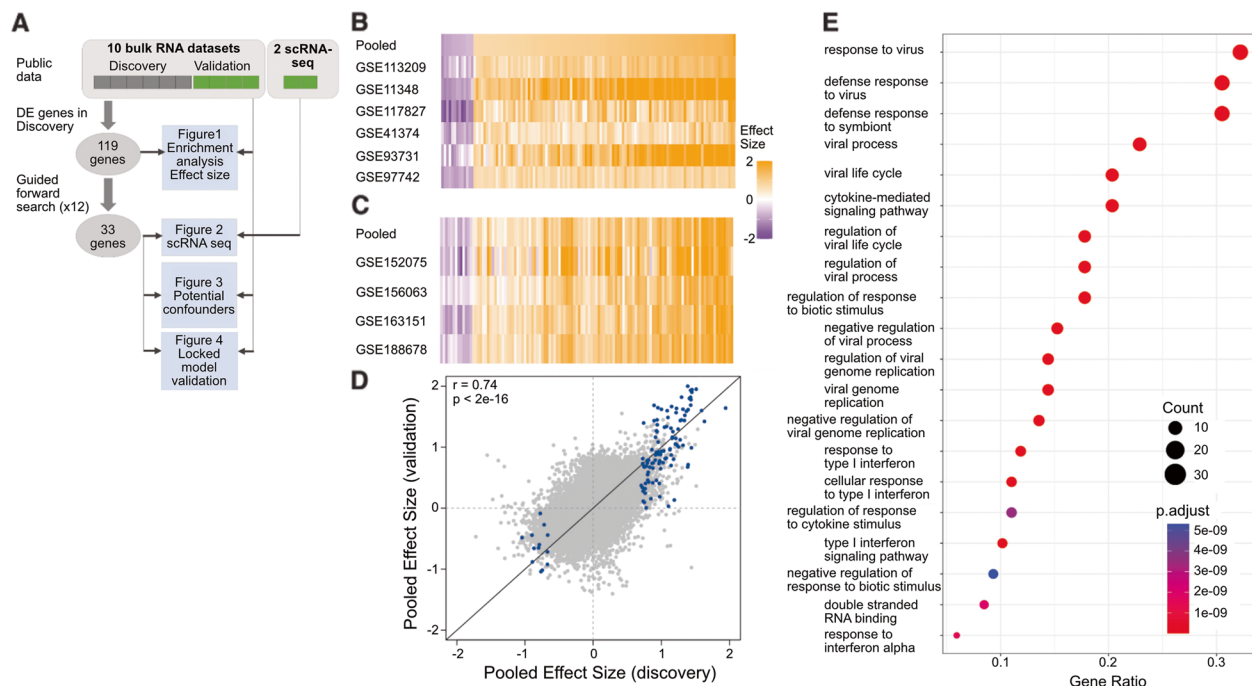 A
10 bulk RNA datasets
Discovery
Validation
2 scRNA-
seq
Public
data
DE genes in
Discovery
119
genes
Figure1
Enrichment
analysis
Effect size
Guided
forward
search (x12)
33
genes
Figure 2
scRNA seq
Figure 3
Potential
confounders
Figure 4
Locked
model
validation
B
Pooled
GSE113209
GSE11348
GSE117827
GSE41374
GSE93731
GSE97742
Effect
Size
2
0
-2
C
Pooled
GSE152075
GSE156063
GSE163151
GSE188678
D
r = 0.74
p < 2e-16
Pooled Effect Size (validation)
2
1
0
-1
-2
-2
-1
0
1
2
Pooled Effect Size (discovery)
E
response to virus
defense response
to virus
defense response
to symbiont
viral process
viral life cycle
cytokine-mediated
signaling pathway
regulation of
viral life cycle
regulation of
viral process
regulation of response
to biotic stimulus
negative regulation
of viral process
regulation of viral
genome replication
viral genome
replication
negative regulation of
viral genome replication
response to
type I interferon
cellular response
to type I interferon
regulation of response
to cytokine stimulus
type I interferon
signaling pathway
negative regulation of
response to biotic stimulus
double stranded
RNA binding
response to
interferon alpha
Count
10
20
30
p.adjust
5e-09
4e-09
3e-09
2e-09
1e-09
0.1
0.2
0.3
Gene Ratio